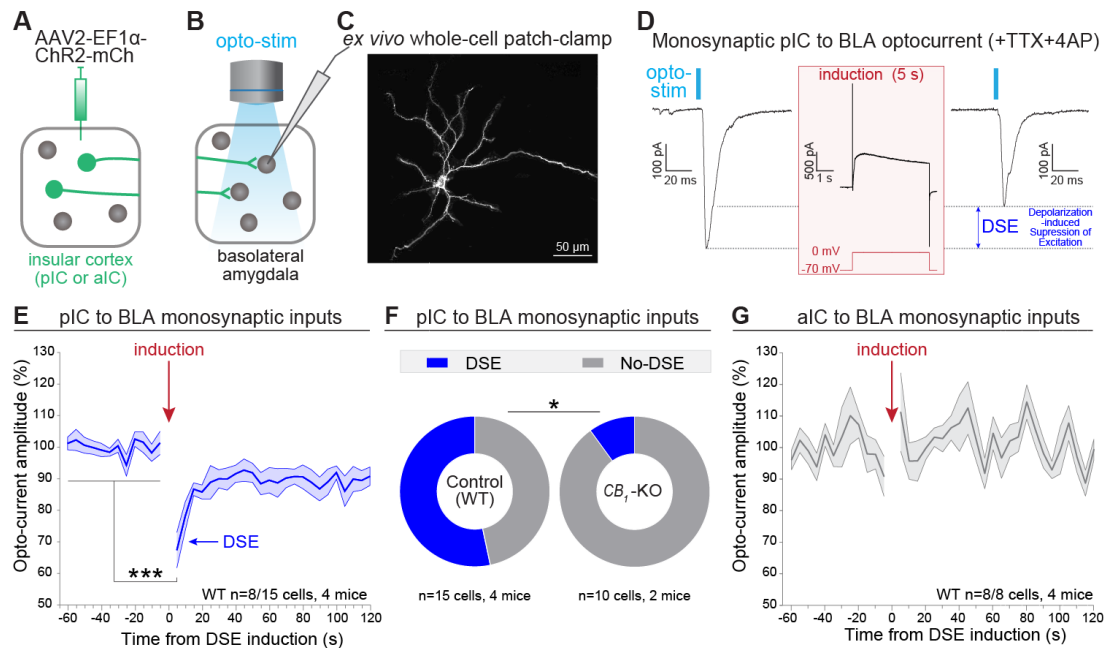 A
AAV2-EF1α-
ChR2-mCh
insular cortex
(pIC or aIC)
B
opto-stim
basolateral
amygdala
C
ex vivo whole-cell patch-clamp
50 µm
D
Monosynaptic pIC to BLA optocurrent (+TTX+4AP)
opto-
stim
100 pA
20 ms
induction (5 s)
500 pA
1 s
0 mV
-70 mV
100 pA
20 ms
DSE
Depolarization
-induced
Supression of
Excitation
E
pIC to BLA monosynaptic inputs
induction
Opto-current amplitude (%)
130
120
110
100
90
80
70
60
50
DSE
***
WT n=8/15 cells, 4 mice
-60 -40 -20 0 20 40 60 80 100 120
Time from DSE induction (s)
F
pIC to BLA monosynaptic inputs
DSE
No-DSE
*
Control
(WT)
CB1-KO
n=15 cells, 4 mice
n=10 cells, 2 mice
G
aIC to BLA monosynaptic inputs
induction
Opto-current amplitude (%)
130
120
110
100
90
80
70
60
50
WT n=8/8 cells, 4 mice
-60 -40 -20 0 20 40 60 80 100 120
Time from DSE induction (s)